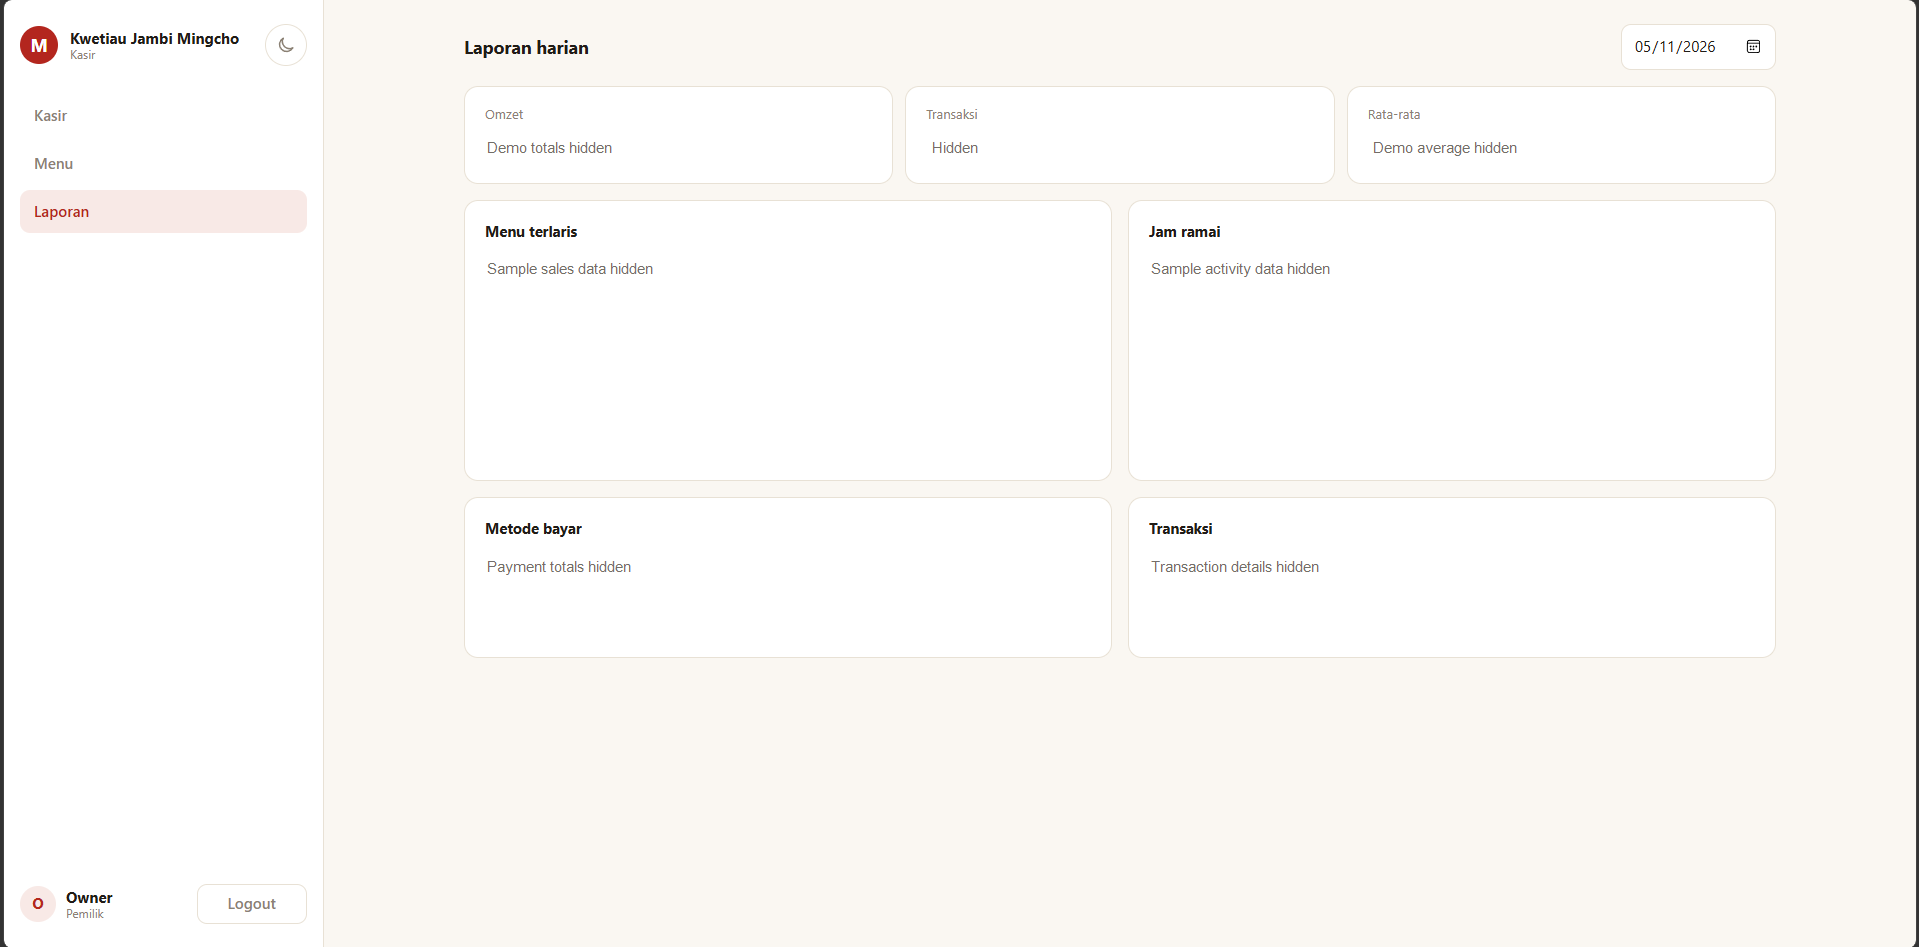 M
Kwetiau Jambi Mingcho
Kasir
Kasir
Menu
Laporan
O
Owner
Pemilik
Logout
Laporan harian
05/11/2026
Omzet
Demo totals hidden
Transaksi
Hidden
Rata-rata
Demo average hidden
Menu terlaris
Sample sales data hidden
Jam ramai
Sample activity data hidden
Metode bayar
Payment totals hidden
Transaksi
Transaction details hidden